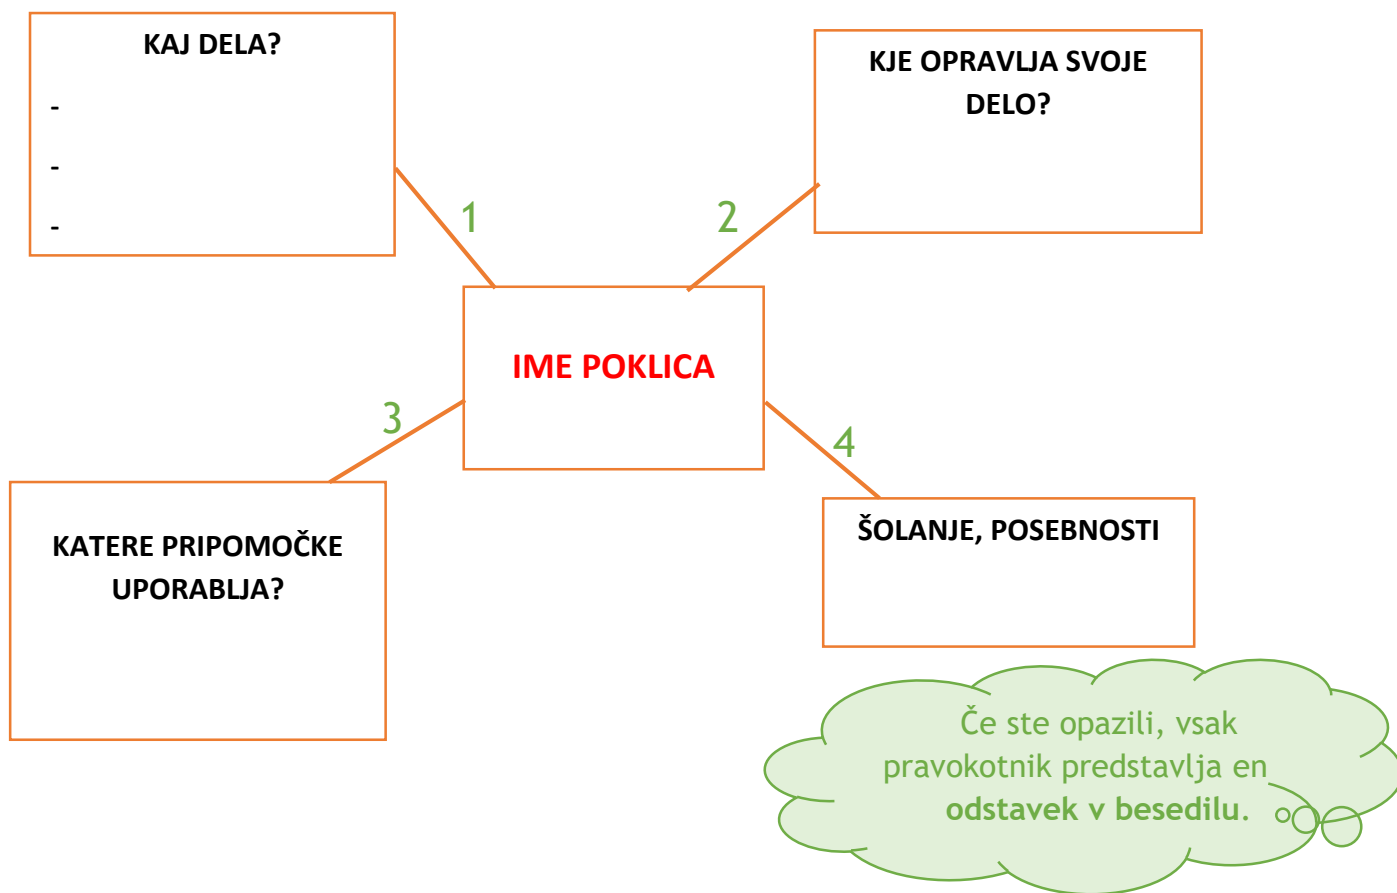 KAJ DELA?
-
-
-
KJE OPRAVLJA SVOJE
DELO?
1
2
IME POKLICA
3
4
KATERE PRIPOMOČKE
UPORABLJA?
ŠOLANJE, POSEBNOSTI
Če ste opazili, vsak
pravokotnik predstavlja en
odstavek v besedilu.